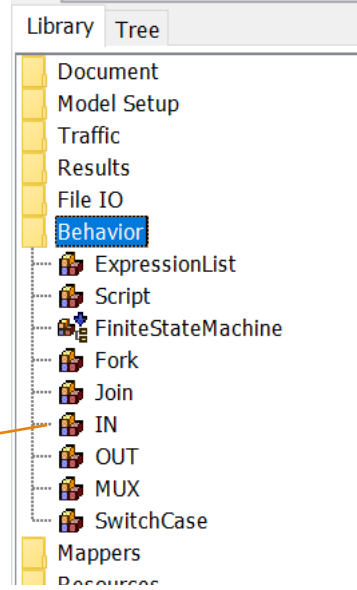 Library Tree
Document
Model Setup
Traffic
Results
File IO
Behavior
ExpressionList
Script
FiniteStateMachine
Fork
Join
IN
OUT
MUX
SwitchCase
Mappers
Resources